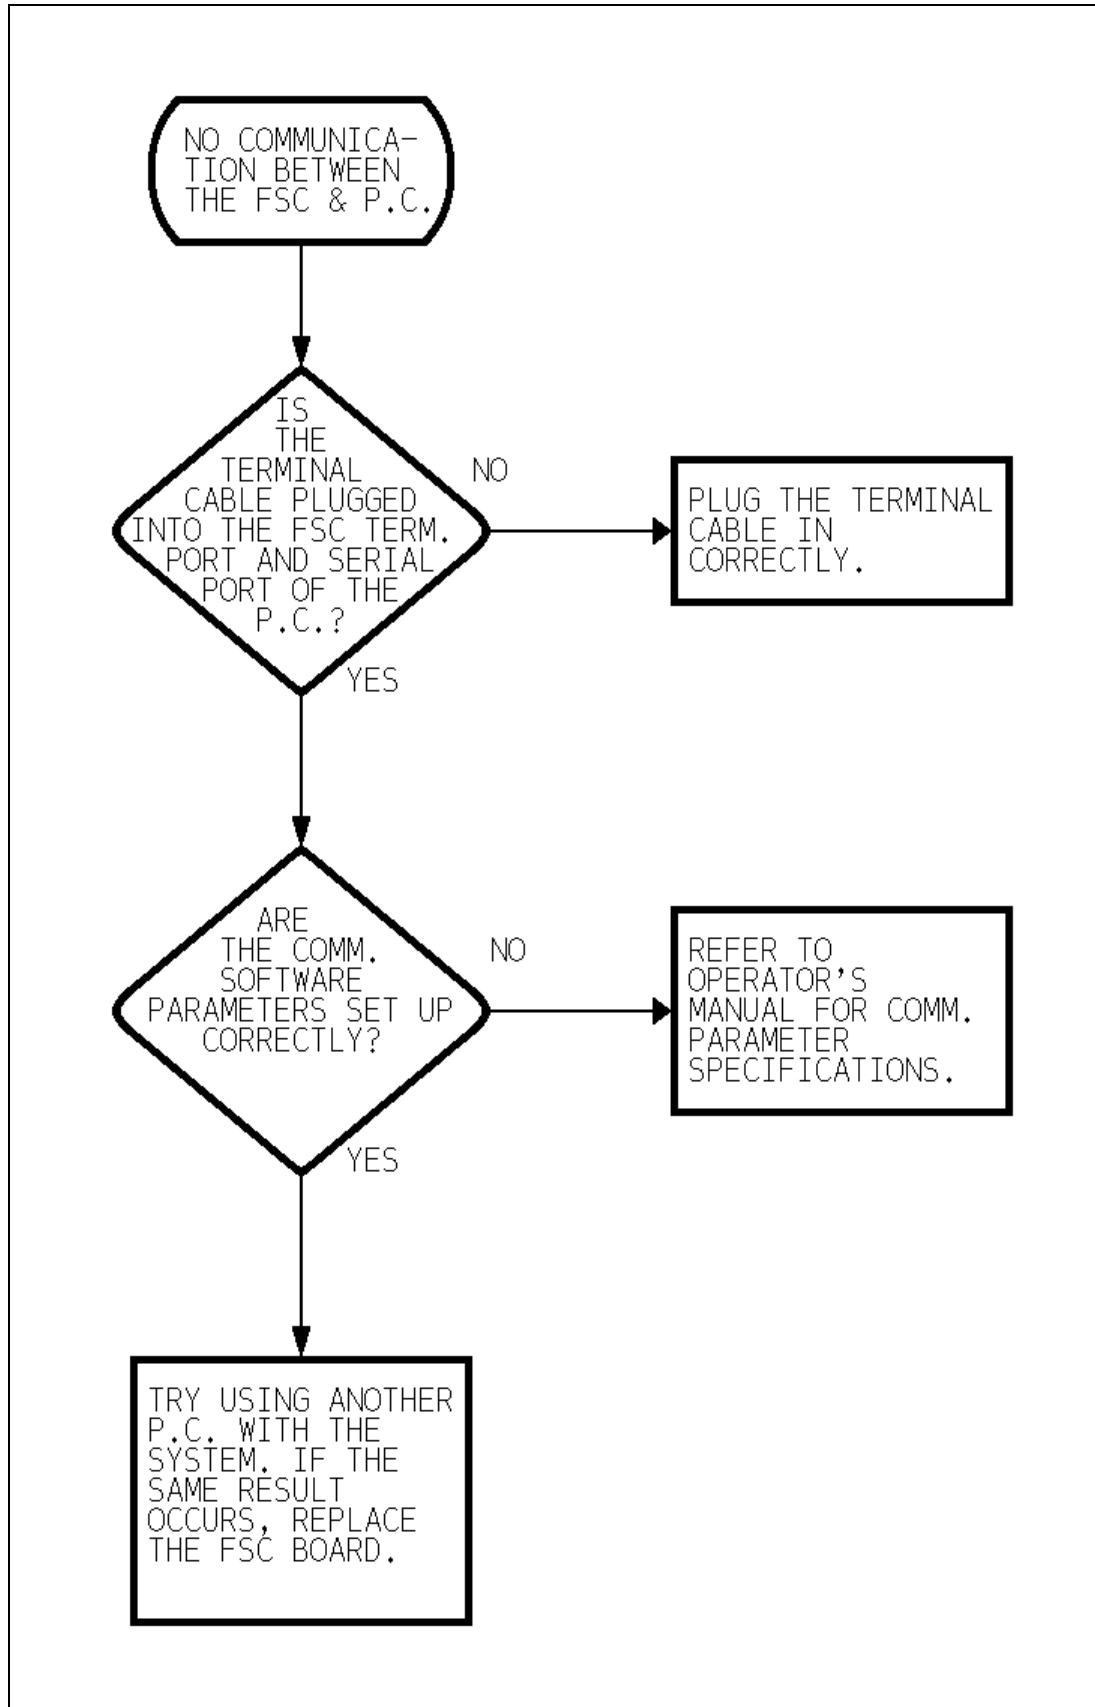 NO COMMUNICA-
TION BETWEEN
THE FSC & P.C.
IS
THE
TERMINAL
CABLE PLUGGED
INTO THE FSC TERM.
PORT AND SERIAL
PORT OF THE
P.C.?
NO
PLUG THE TERMINAL
CABLE IN
CORRECTLY.
YES
ARE
THE COMM.
SOFTWARE
PARAMETERS SET UP
CORRECTLY?
NO
REFER TO
OPERATOR'S
MANUAL FOR COMM.
PARAMETER
SPECIFICATIONS.
YES
TRY USING ANOTHER
P.C. WITH THE
SYSTEM. IF THE
SAME RESULT
OCCURS, REPLACE
THE FSC BOARD.